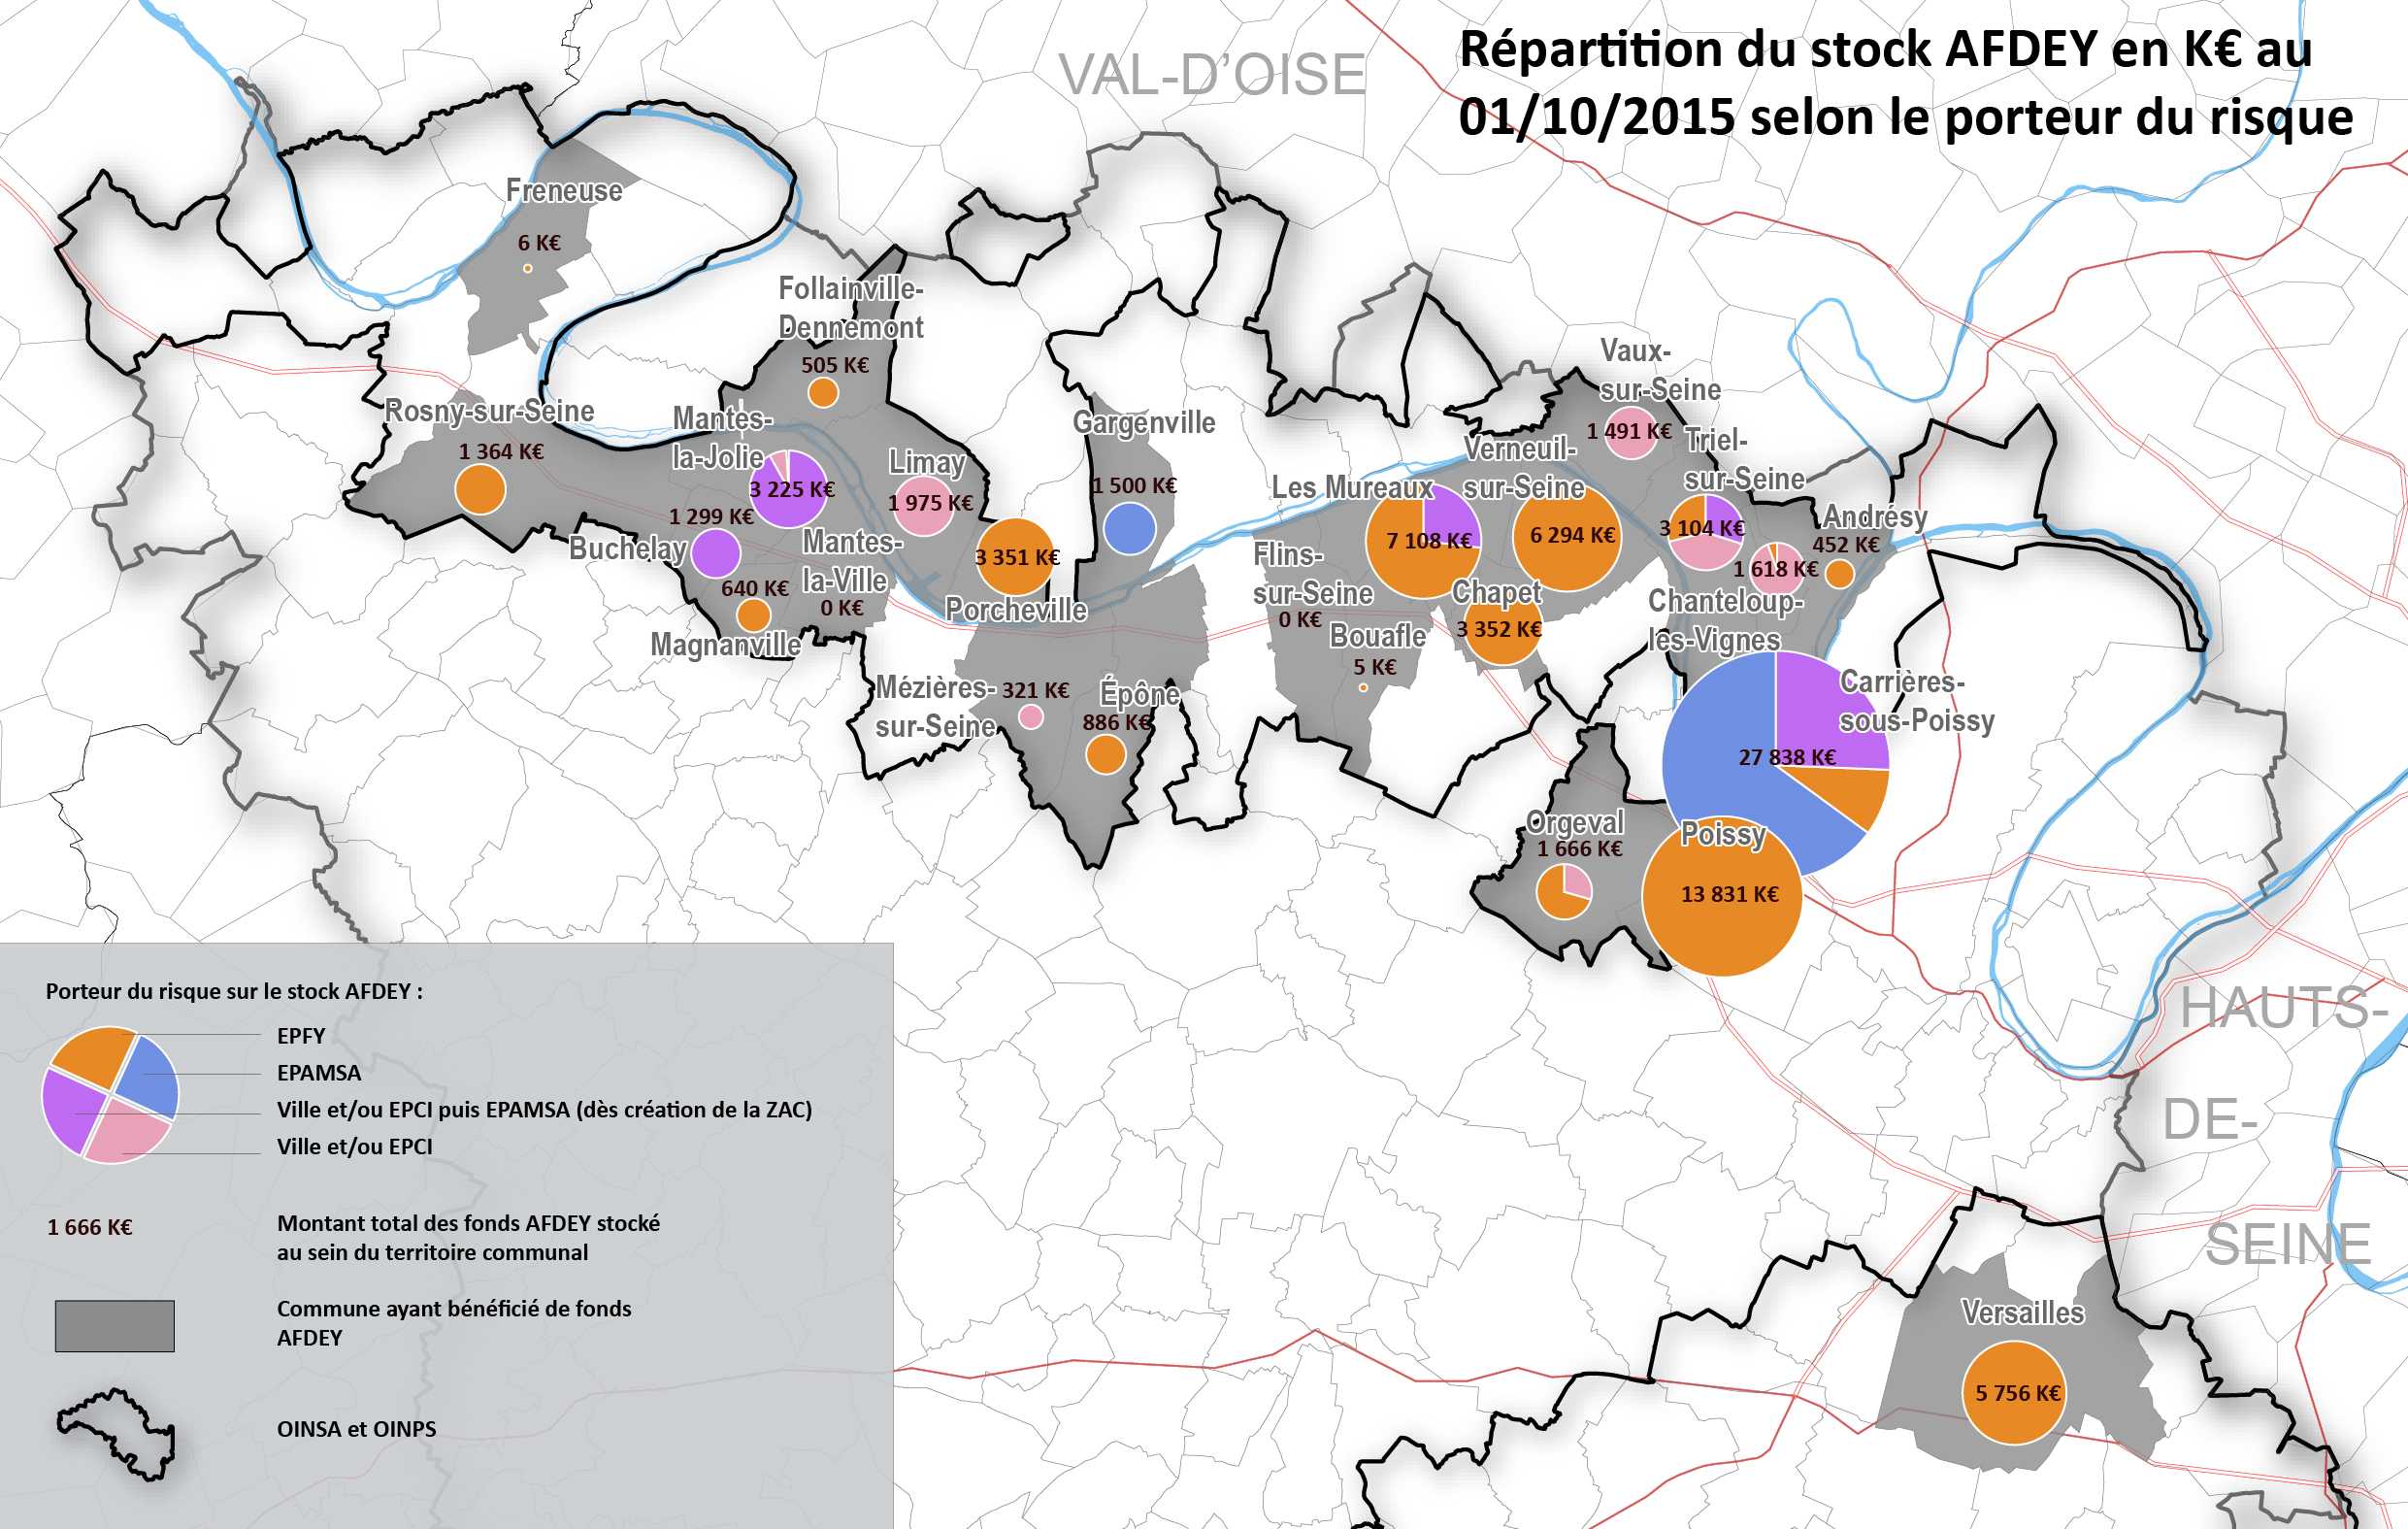 Répartition du stock AFDEY en K€ au
01/10/2015 selon le porteur du risque
VAL-D’OISE
Freneuse
6 K€
Follainville-
Dennemont
505 K€
Rosny-sur-Seine
1 364 K€
Mantes-
la-Jolie
3 225 K€
Limay
1 975 K€
Gargenville
1 500 K€
Buchelay
1 299 K€
Mantes-
la-Ville
0 K€
640 K€
Magnanville
3 351 K€
Porcheville
Mézières-
sur-Seine
321 K€
Épône
886 K€
Les Mureaux
7 108 K€
Verneuil-
sur-Seine
6 294 K€
Vaux-
sur-Seine
1 491 K€
Triel-
sur-Seine
3 104 K€
Andrésy
452 K€
1 618 K€
Chanteloup-
les-Vignes
Flins-
sur-Seine
0 K€
Bouafle
5 K€
Chapet
3 352 K€
Carrières-
sous-Poissy
27 838 K€
Orgeval
1 666 K€
Poissy
13 831 K€
HAUTS-
DE-
SEINE
Versailles
5 756 K€
Porteur du risque sur le stock AFDEY :
EPFY
EPAMSA
Ville et/ou EPCI puis EPAMSA (dès création de la ZAC)
Ville et/ou EPCI
1 666 K€
Montant total des fonds AFDEY stocké
au sein du territoire communal
Commune ayant bénéficié de fonds
AFDEY
OINSA et OINPS